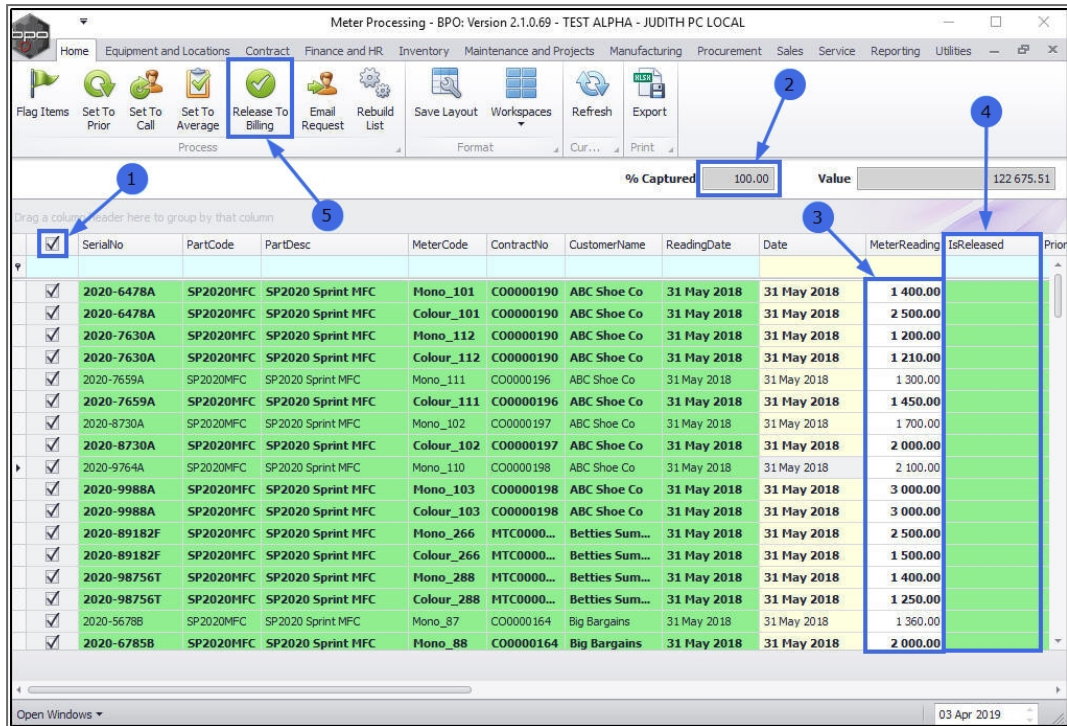 Meter Processing - BPO: Version 2.1.0.69 - TEST ALPHA - JUDITH PC LOCAL
bpo
Home Equipment and Locations Contract Finance and HR Inventory Maintenance and Projects Manufacturing Procurement Sales Service Reporting Utilities
Flag Items Set To Prior Set To Call Set To Average Release To Billing Email Request Rebuild List Save Layout Workspaces Refresh Export
Process Format Cur... Print
1 2 3 4 5
% Captured 100.00 Value 122 675.51
Drag a column header here to group by that column
SerialNo PartCode PartDesc MeterCode ContractNo CustomerName ReadingDate Date MeterReading IsReleased Prior
2020-6478A SP2020MFC SP2020 Sprint MFC Mono_101 CO0000190 ABC Shoe Co 31 May 2018 31 May 2018 1 400.00
2020-6478A SP2020MFC SP2020 Sprint MFC Colour_101 CO0000190 ABC Shoe Co 31 May 2018 31 May 2018 2 500.00
2020-7630A SP2020MFC SP2020 Sprint MFC Mono_112 CO0000190 ABC Shoe Co 31 May 2018 31 May 2018 1 200.00
2020-7630A SP2020MFC SP2020 Sprint MFC Colour_112 CO0000190 ABC Shoe Co 31 May 2018 31 May 2018 1 210.00
2020-7659A SP2020MFC SP2020 Sprint MFC Mono_111 CO0000196 ABC Shoe Co 31 May 2018 31 May 2018 1 300.00
2020-7659A SP2020MFC SP2020 Sprint MFC Colour_111 CO0000196 ABC Shoe Co 31 May 2018 31 May 2018 1 450.00
2020-8730A SP2020MFC SP2020 Sprint MFC Mono_102 CO0000197 ABC Shoe Co 31 May 2018 31 May 2018 1 700.00
2020-8730A SP2020MFC SP2020 Sprint MFC Colour_102 CO0000197 ABC Shoe Co 31 May 2018 31 May 2018 2 000.00
2020-9764A SP2020MFC SP2020 Sprint MFC Mono_110 CO0000198 ABC Shoe Co 31 May 2018 31 May 2018 2 100.00
2020-9988A SP2020MFC SP2020 Sprint MFC Mono_103 CO0000198 ABC Shoe Co 31 May 2018 31 May 2018 3 000.00
2020-9988A SP2020MFC SP2020 Sprint MFC Colour_103 CO0000198 ABC Shoe Co 31 May 2018 31 May 2018 3 000.00
2020-89182F SP2020MFC SP2020 Sprint MFC Mono_266 MTC0000... Betties Sum... 31 May 2018 31 May 2018 2 500.00
2020-89182F SP2020MFC SP2020 Sprint MFC Colour_266 MTC0000... Betties Sum... 31 May 2018 31 May 2018 1 500.00
2020-98756T SP2020MFC SP2020 Sprint MFC Mono_288 MTC0000... Betties Sum... 31 May 2018 31 May 2018 1 400.00
2020-98756T SP2020MFC SP2020 Sprint MFC Colour_288 MTC0000... Betties Sum... 31 May 2018 31 May 2018 1 250.00
2020-5678B SP2020MFC SP2020 Sprint MFC Mono_87 CO0000164 Big Bargains 31 May 2018 31 May 2018 1 360.00
2020-6785B SP2020MFC SP2020 Sprint MFC Mono_88 CO0000164 Big Bargains 31 May 2018 31 May 2018 2 000.00
Open Windows 03 Apr 2019